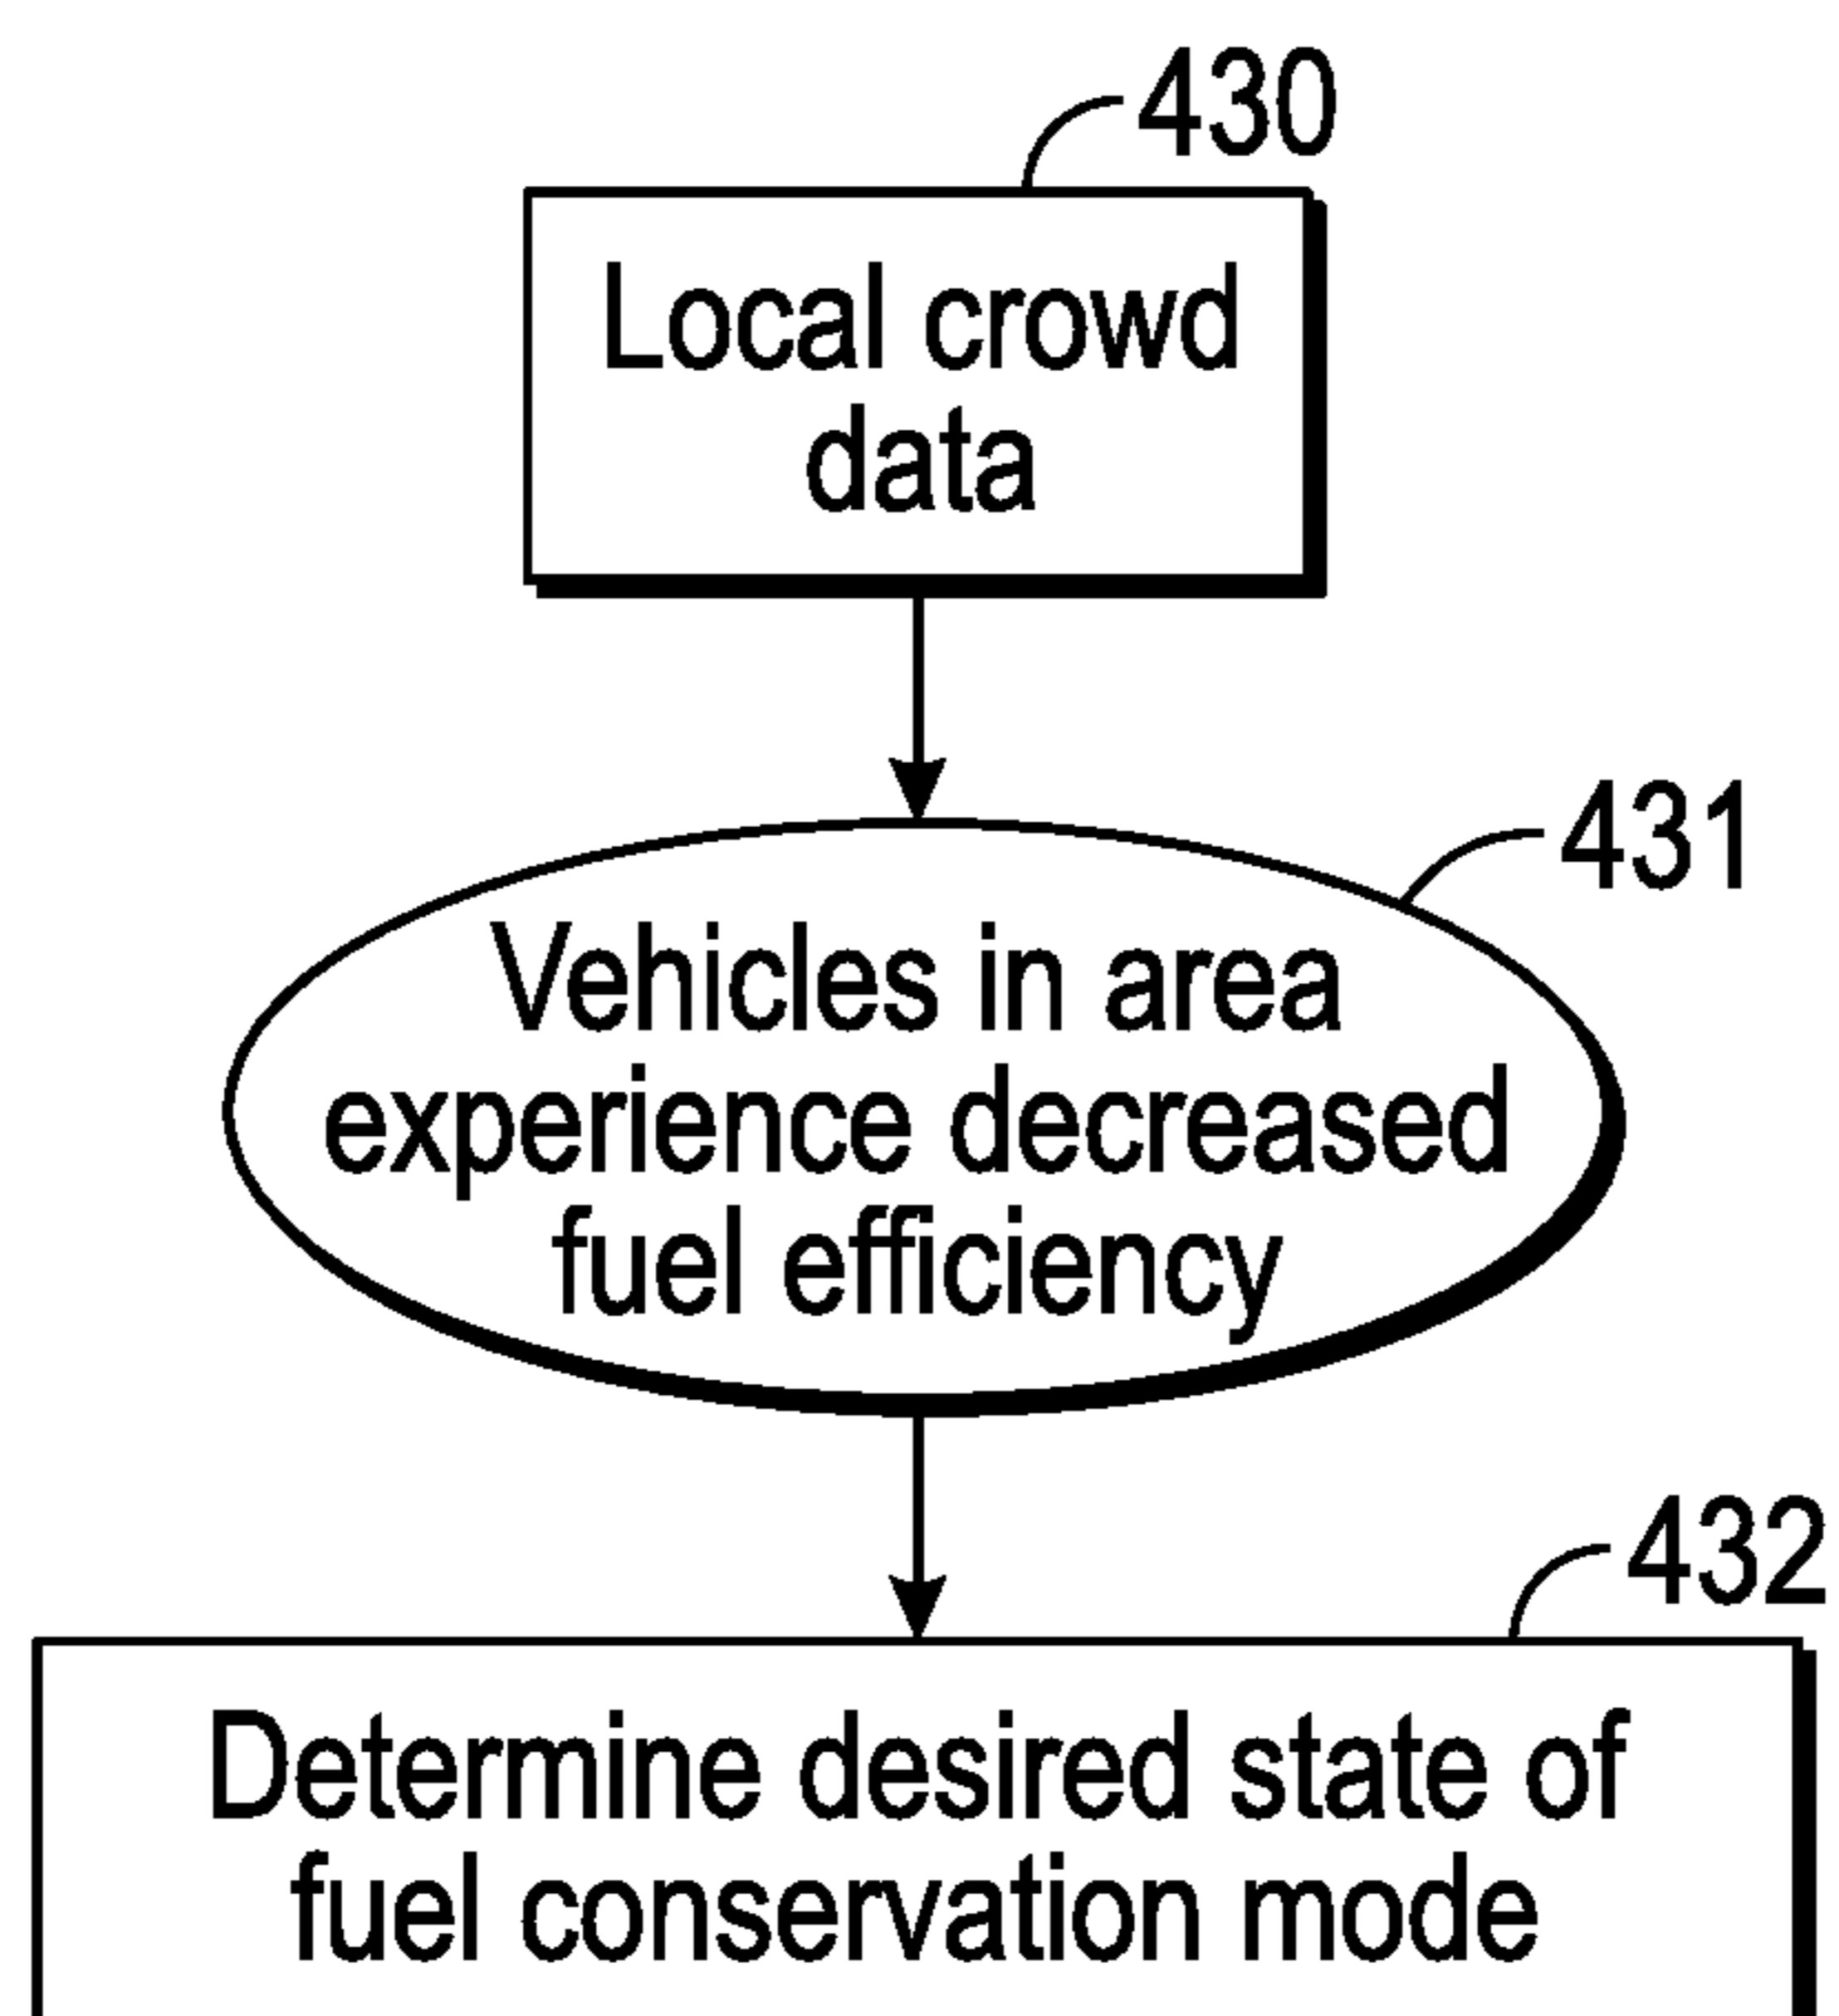 430
Local crowd
data
431
Vehicles in area
experience decreased
fuel efficiency
432
Determine desired state of
fuel conservation mode